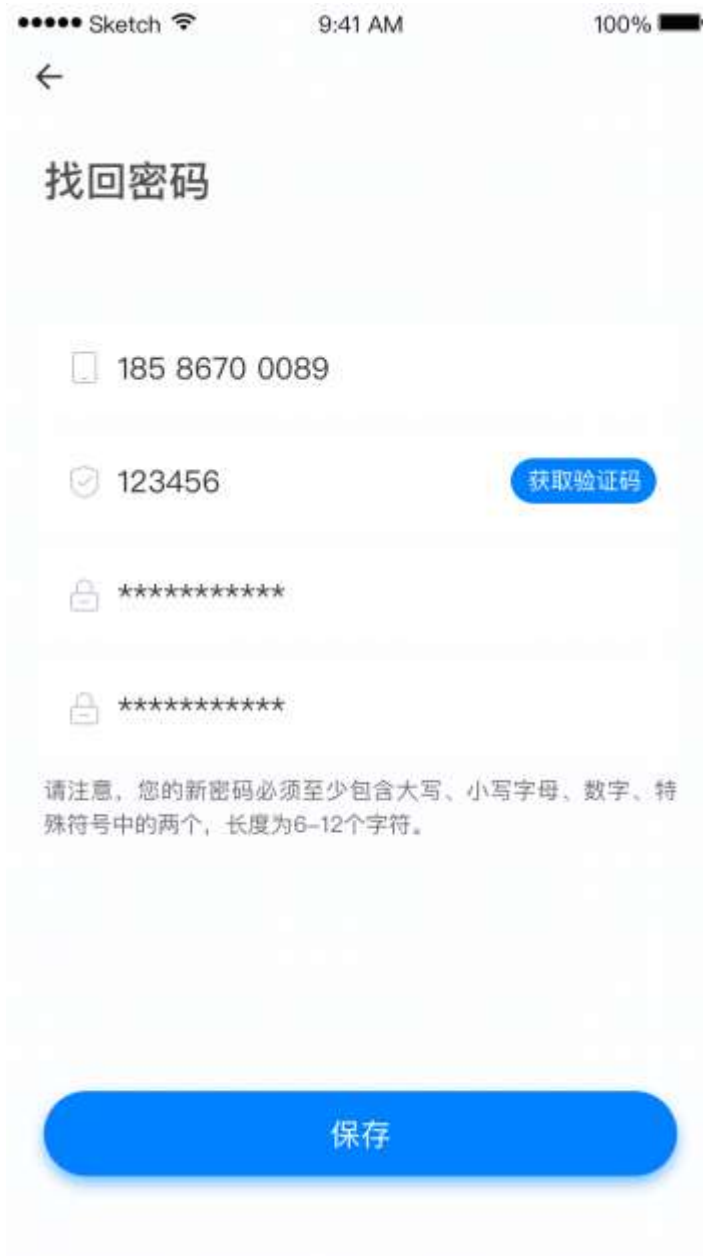 ●●●●● Sketch 9:41 AM 100%
找回密码
185 8670 0089
123456 获取验证码
***********
***********
请注意，您的新密码必须至少包含大写、小写字母、数字、特
殊符号中的两个，长度为6–12个字符。
保存